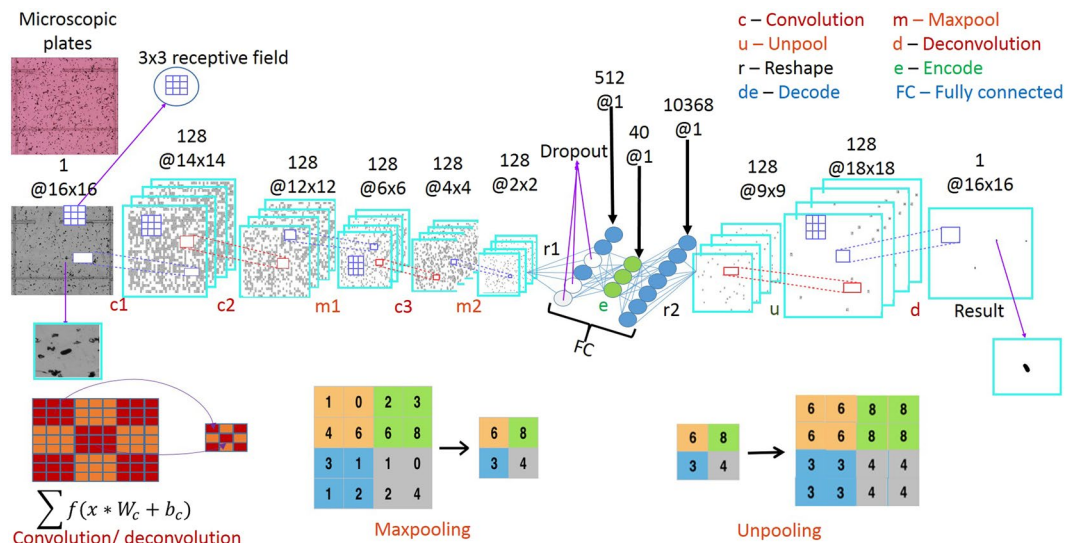 Microscopic
plates
3x3 receptive field
c – Convolution
m – Maxpool
u – Unpool
d – Deconvolution
r – Reshape
e – Encode
de – Decode
FC – Fully connected
1
@16x16
128
@14x14
128
@12x12
128
@6x6
128
@4x4
128
@2x2
Dropout
512
@1
40
@1
10368
@1
128
@9x9
128
@18x18
1
@16x16
c1
c2
m1
c3
m2
r1
e
FC
r2
u
d
Result
∑ f(x ∗ W_c + b_c)
Convolution/ deconvolution
1 0 2 3
4 6 6 8
3 1 1 0
1 2 2 4
6 8
3 4
Maxpooling
6 8
3 4
6 6 8 8
6 6 8 8
3 3 4 4
3 3 4 4
Unpooling